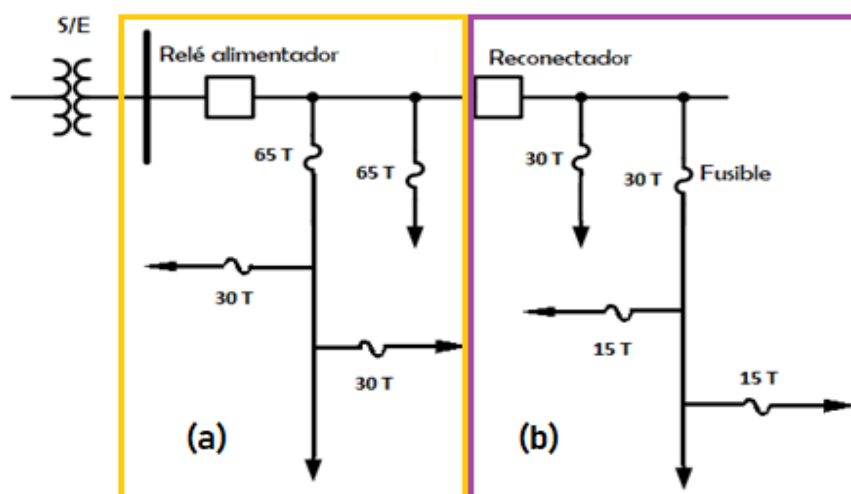 S/E
Relé alimentador
Reconectador
65 T
65 T
30 T
30 T
Fusible
30 T
30 T
15 T
15 T
(a)
(b)